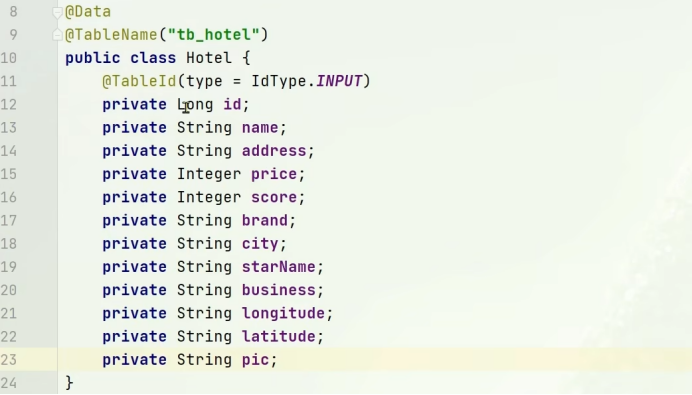 8 @Data
9 @TableName("tb_hotel")
10 public class Hotel {
11 @TableId(type = IdType.INPUT)
12 private Long id;
13 private String name;
14 private String address;
15 private Integer price;
16 private Integer score;
17 private String brand;
18 private String city;
19 private String starName;
20 private String business;
21 private String longitude;
22 private String latitude;
23 private String pic;
24 }